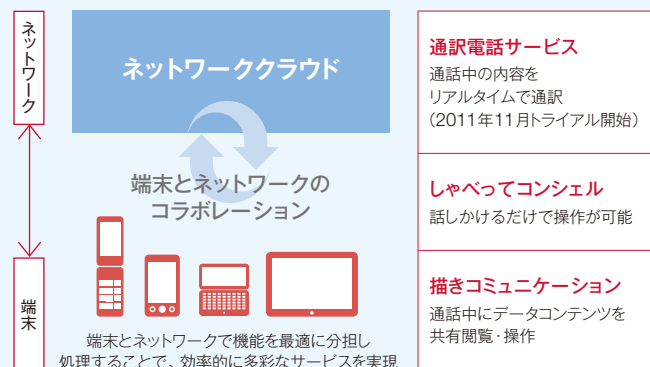 ネットワーク
ネットワーククラウド
端末とネットワークの
コラボレーション
端末
端末とネットワークで機能を最適に分担し
処理することで、効率的に多彩なサービスを実現
通訳電話サービス
通話中の内容を
リアルタイムで通訳
（2011年11月トライアル開始）
しゃべってコンシェル
話しかけるだけで操作が可能
描きコミュニケーション
通話中にデータコンテンツを
共有閲覧・操作